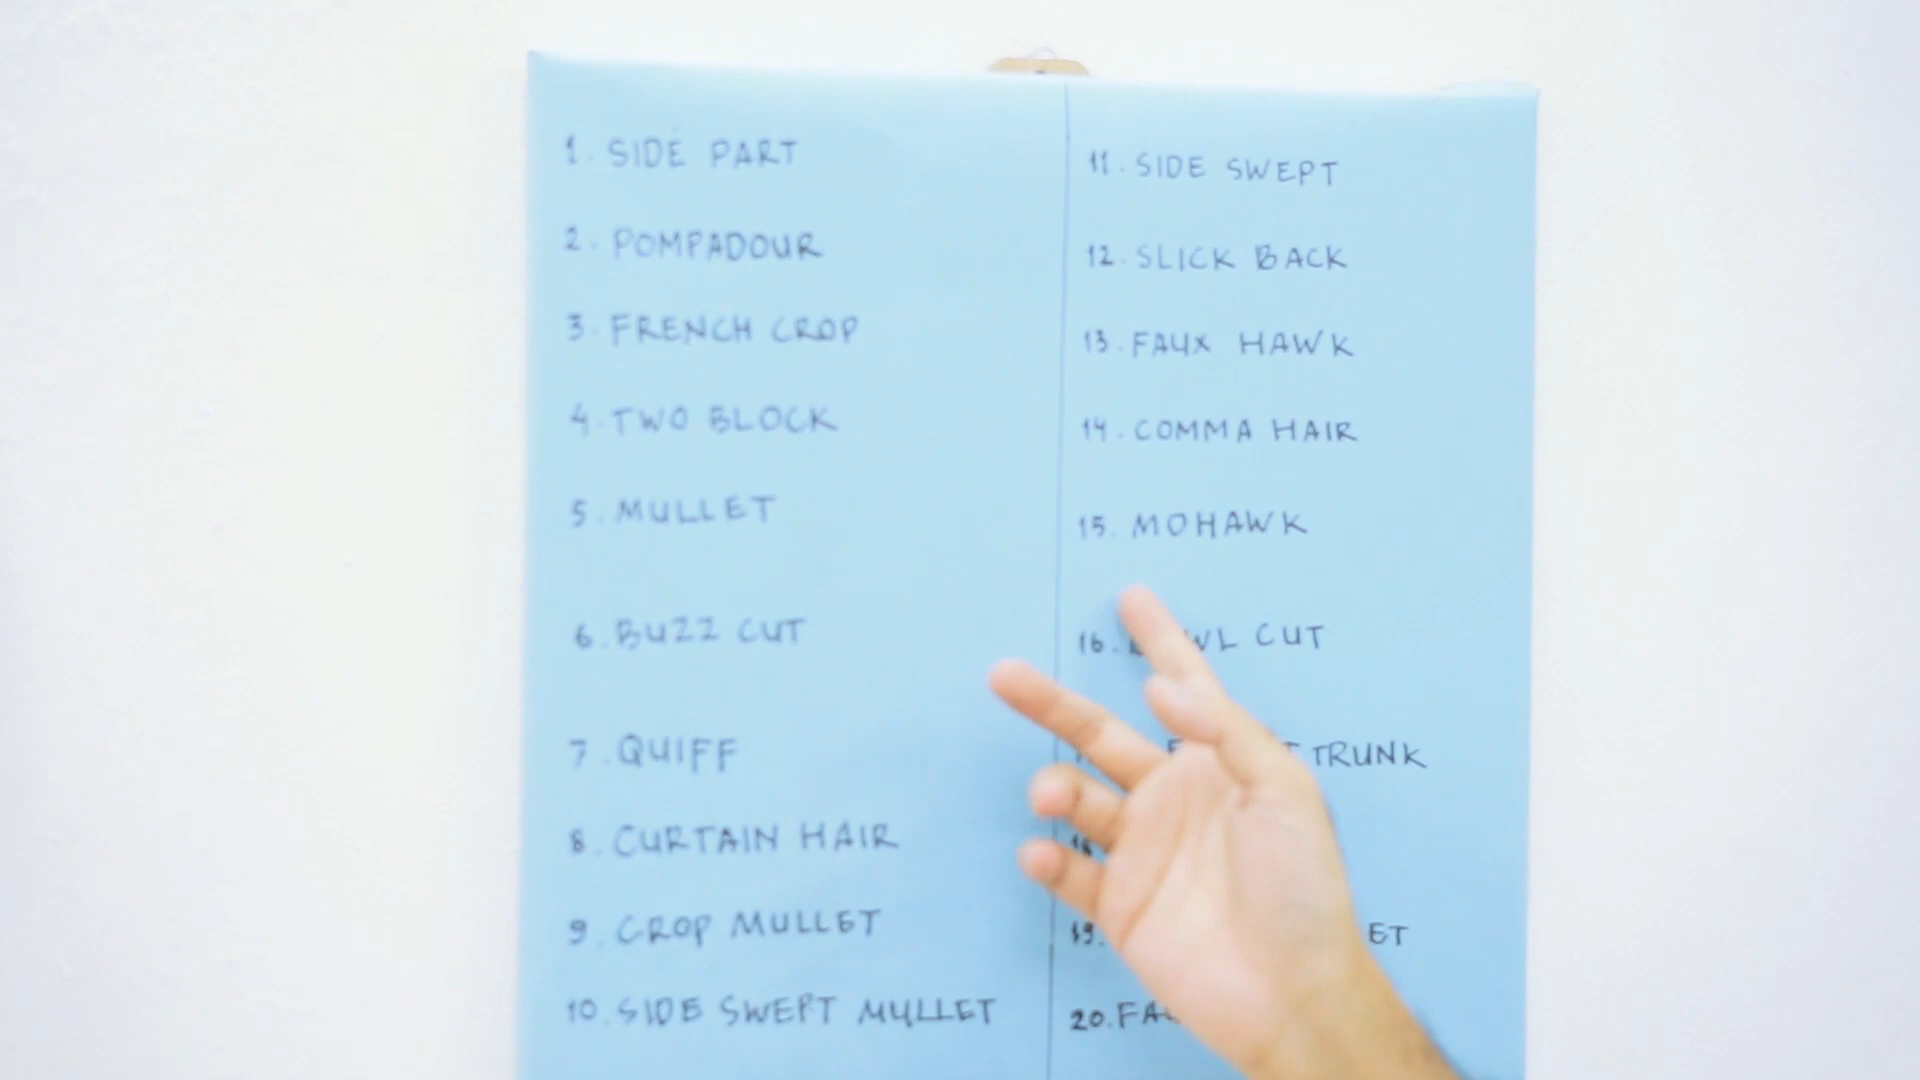 1. SIDE PART
2. POMPADOUR
3. FRENCH CROP
4. TWO BLOCK
5. MULLET
6. BUZZ CUT
7. QUIFF
8. CURTAIN HAIR
9. CROP MULLET
10. SIDE SWEPT MULLET
11. SIDE SWEPT
12. SLICK BACK
13. FAUX HAWK
14. COMMA HAIR
15. MOHAWK
16. CUT
TRUNK
19.
20.